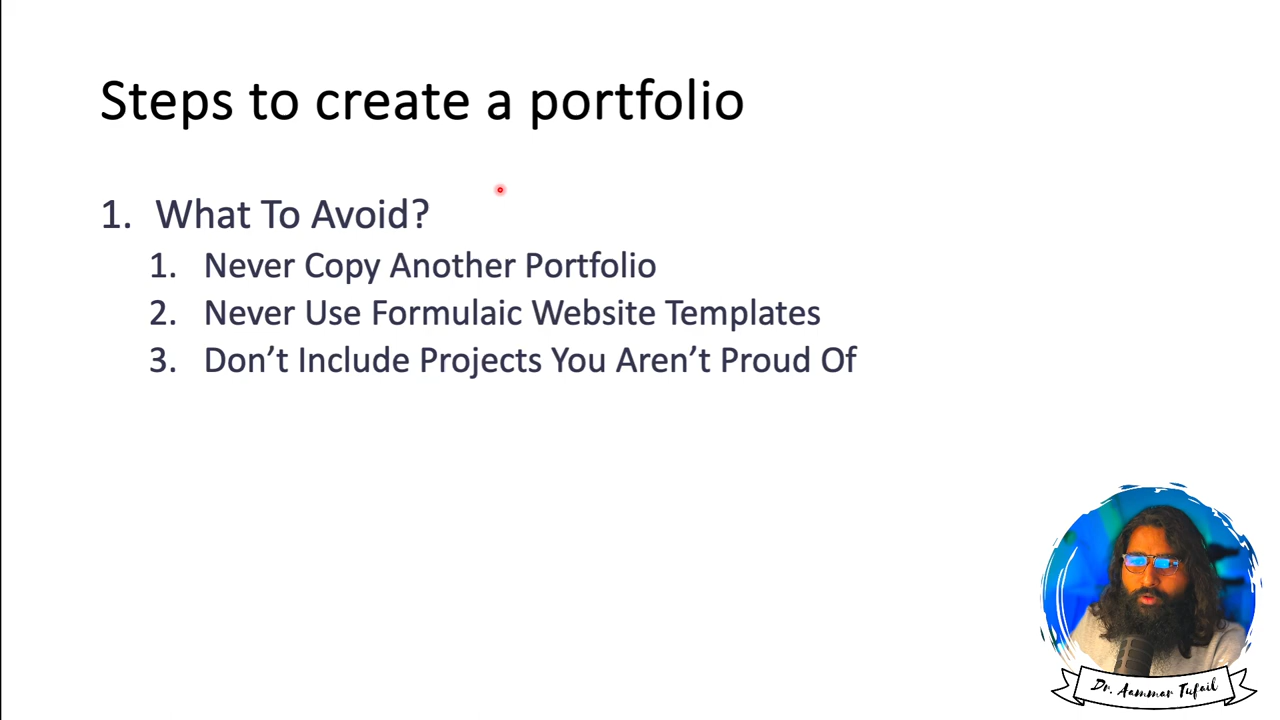 Steps to create a portfolio
1. What To Avoid?
1. Never Copy Another Portfolio
2. Never Use Formulaic Website Templates
3. Don’t Include Projects You Aren’t Proud Of
Dr. Aammar Tufail